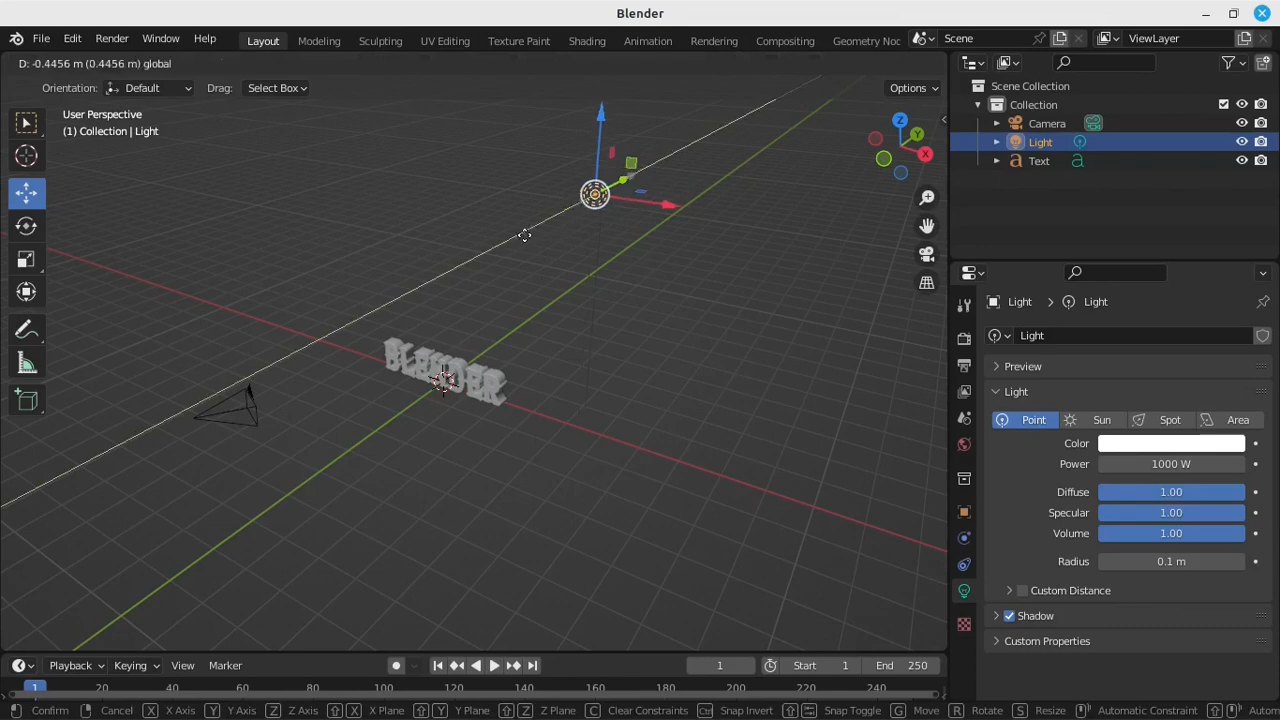 Blender
File Edit Render Window Help
Layout Modeling Sculpting UV Editing Texture Paint Shading Animation Rendering Compositing Geometry Noc
Scene
ViewLayer
D: -0.4456 m (0.4456 m) global
Orientation: Default Drag: Select Box
Options
User Perspective
(1) Collection | Light
Z
Y
X
BLENDER
Scene Collection
Collection
Camera
Light
Text
Light > Light
Light
Preview
Light
Point Sun Spot Area
Color
Power 1000 W
Diffuse 1.00
Specular 1.00
Volume 1.00
Radius 0.1 m
Custom Distance
Shadow
Custom Properties
Playback Keying View Marker
1
Start 1 End 250
1 20 40 60 80 100 120 140 160 180 200 220 240
Confirm Cancel X X Axis Y Y Axis Z Z Axis X X Plane Y Y Plane Z Z Plane C Clear Constraints Ctrl Snap Invert Snap Toggle G Move R Rotate S Resize Automatic Constraint Autom